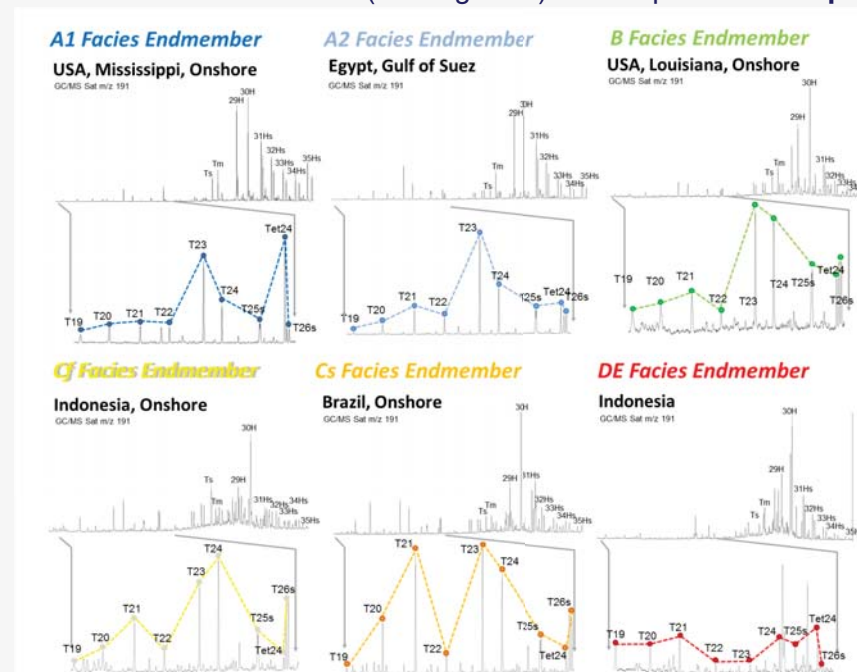 A1 Facies Endmember
USA, Mississippi, Onshore
GC/MS Sat m/z 191
30H
29H
31Hs
32Hs
35Hs
33Hs
34Hs
Tm
Ts
Tet24
T23
T24
T19
T20
T21
T22
T25s
T26s
A2 Facies Endmember
Egypt, Gulf of Suez
GC/MS Sat m/z 191
29H
31Hs
32Hs
33Hs
35Hs
34Hs
Tm
Ts
T23
T24
T21
T22
T20
T19
T25s
Tet24
T26s
B Facies Endmember
USA, Louisiana, Onshore
GC/MS Sat m/z 191
30H
29H
Tm
Ts
31Hs
32Hs
33Hs
T19
T20
T21
T22
T23
T24
T25s
Tet24
T26s
Cf Facies Endmember
Indonesia, Onshore
GC/MS Sat m/z 191
30H
Ts
29H
Tm
31Hs
32Hs
34Hs
33Hs
35Hs
T24
T23
T21
T26s
T20
T22
T19
T25s
Tet24
Cs Facies Endmember
Brazil, Onshore
GC/MS Sat m/z 191
30H
29H
31Hs
32Hs
33Hs
34Hs
35Hs
Tm
Ts
T21
T23
T24
T20
T26s
T25s
T22
T19
Tet24
DE Facies Endmember
Indonesia
GC/MS Sat m/z 191
30H
29H
31Hs
Tm
Ts
32Hs
33Hs
34Hs
T19
T20
T21
T22
T23
T24
T25s
Tet24
T26s